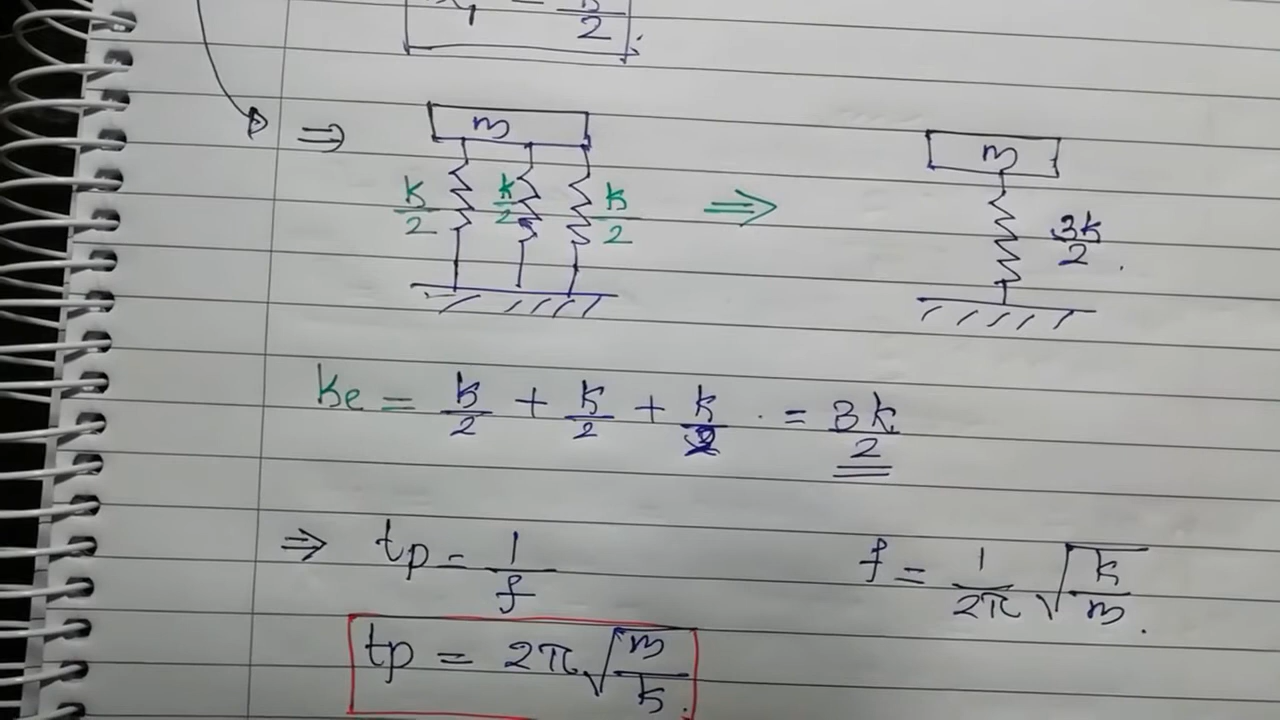 k/2
m
m
k/2 k/2 k/2
3k/2
ke = k/2 + k/2 + k/2 . = 3k/2
⇒ tp = 1/f
f = 1/2π √k/m
tp = 2π √m/k